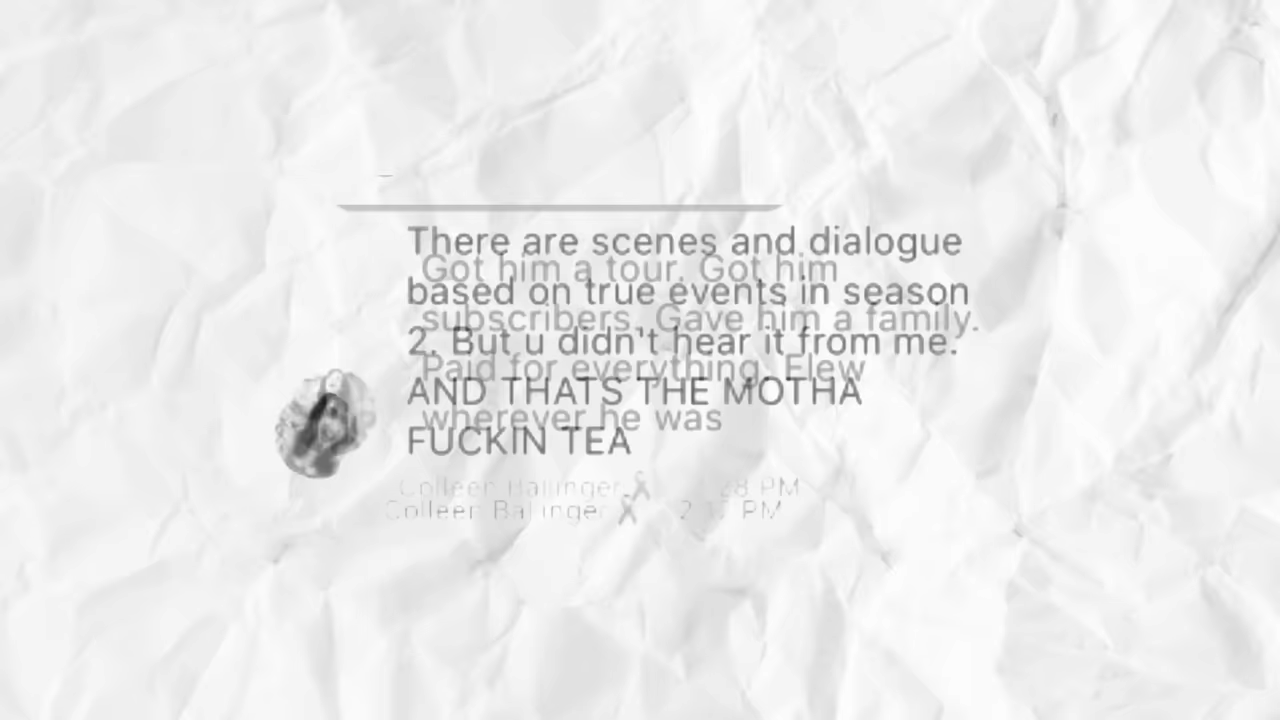 There are scenes and dialogue
Got him a tour. Got him
based on true events in season
subscribers. Gave him a family.
2. But u didn't hear it from me.
Paid for everything. Flew
AND THATS THE MOTHA
wherever he was
FUCKIN TEA
Colleen Ballinger PM
Colleen Ballinger PM